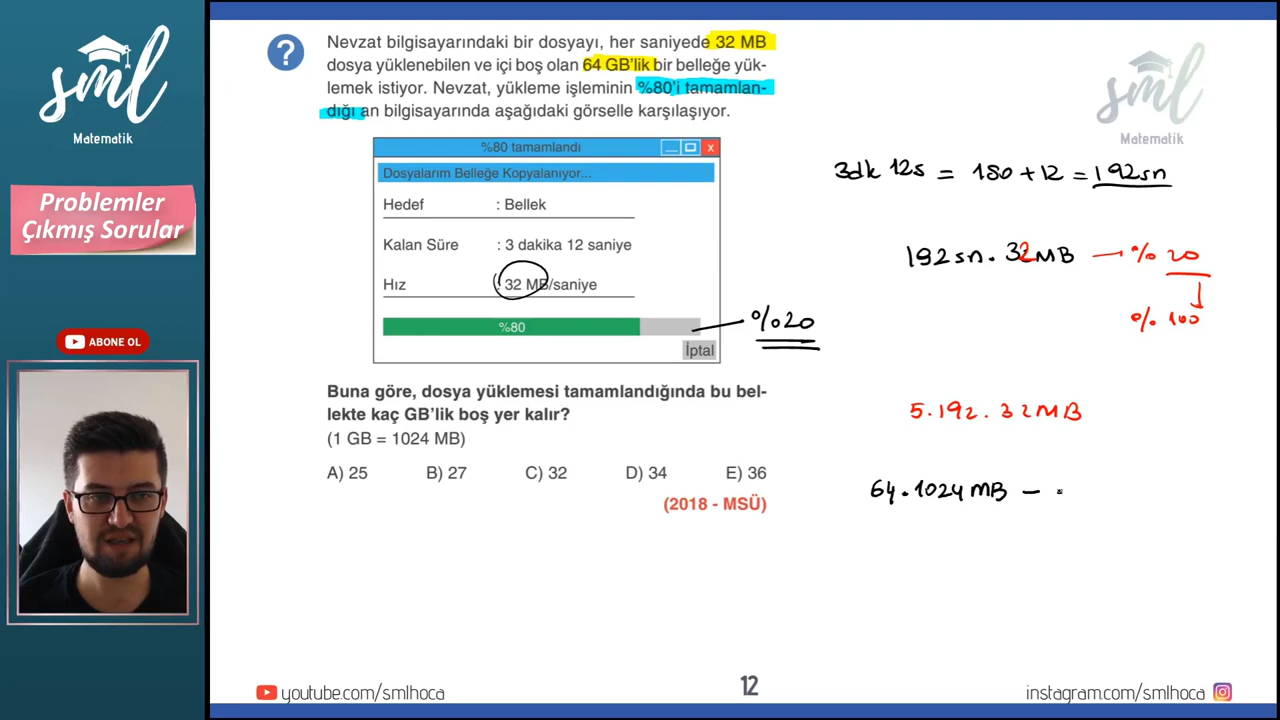 sml
Matematik
Problemler
Çıkmış Sorular
ABONE OL
?
Nevzat bilgisayarındaki bir dosyayı, her saniyede 32 MB
dosya yüklenebilen ve içi boş olan 64 GB'lik bir belleğe yük-
lemek istiyor. Nevzat, yükleme işleminin %80'i tamamlan-
dığı an bilgisayarında aşağıdaki görselle karşılaşıyor.
%80 tamamlandı
X
Dosyalarım Belleğe Kopyalanıyor...
Hedef : Bellek
Kalan Süre : 3 dakika 12 saniye
Hız : 32 MB/saniye
%80
İptal
%20
Buna göre, dosya yüklemesi tamamlandığında bu bel-
lekte kaç GB'lik boş yer kalır?
(1 GB = 1024 MB)
A) 25 B) 27 C) 32 D) 34 E) 36
(2018 - MSÜ)
sml
Matematik
3dk 12s = 180 + 12 = 192sn
192sn . 32MB → %20
%100
5.192.32MB
64.1024MB -
youtube.com/smlhoca
12
instagram.com/smlhoca